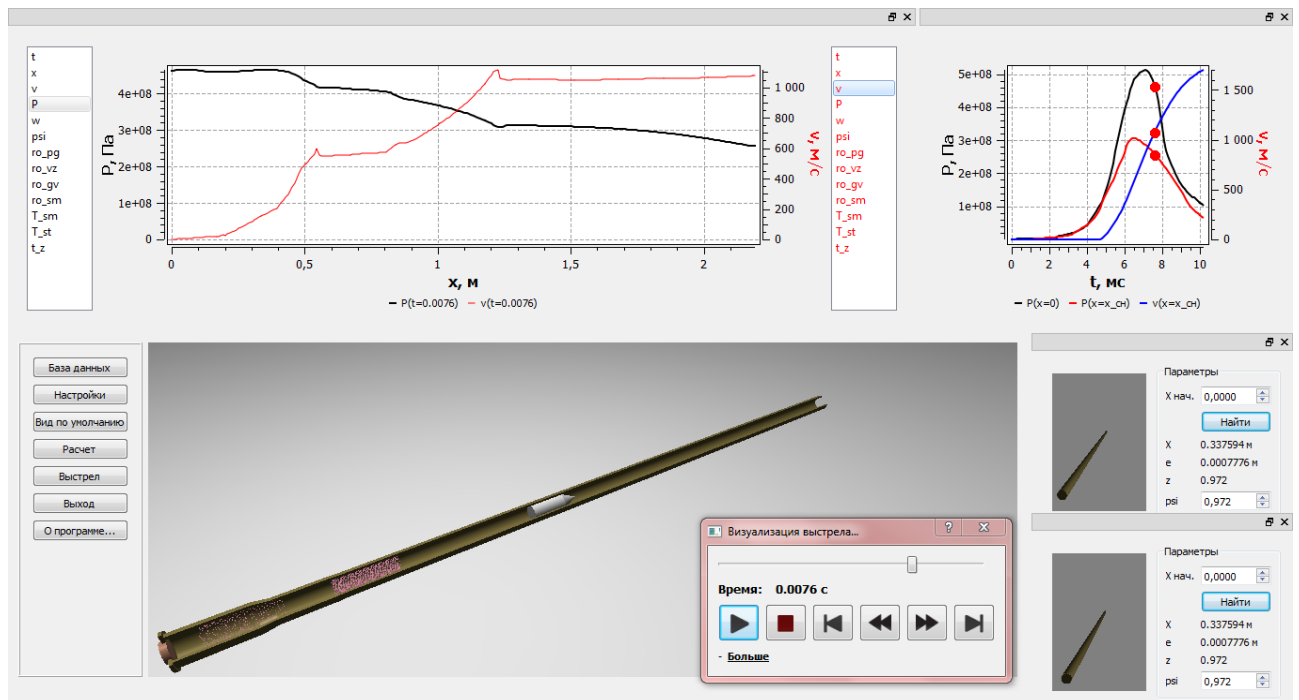 t
x
v
P
w
psi
ro_pg
ro_vz
ro_gv
ro_sm
T_sm
T_st
t_z
P, Па
4e+08
3e+08
2e+08
1e+08
0
0 0,5 1 1,5 2
x, м
1 000
800
600
400
200
0
v, м/с
P(t=0.0076) v(t=0.0076)
t
x
v
P
w
psi
ro_pg
ro_vz
ro_gv
ro_sm
T_sm
T_st
t_z
P, Па
5e+08
4e+08
3e+08
2e+08
1e+08
0
0 2 4 6 8 10
t, мс
1 500
1 000
500
0
v, м/с
P(x=0) P(x=x_сн) v(x=x_сн)
База данных
Настройки
Вид по умолчанию
Расчет
Выстрел
Выход
О программе...
Визуализация выстрела...
Время: 0.0076 с
- Больше
Параметры
X нач. 0,0000
Найти
X 0.337594 м
e 0.0007776 м
z 0.972
psi 0,972
Параметры
X нач. 0,0000
Найти
X 0.337594 м
e 0.0007776 м
z 0.972
psi 0,972